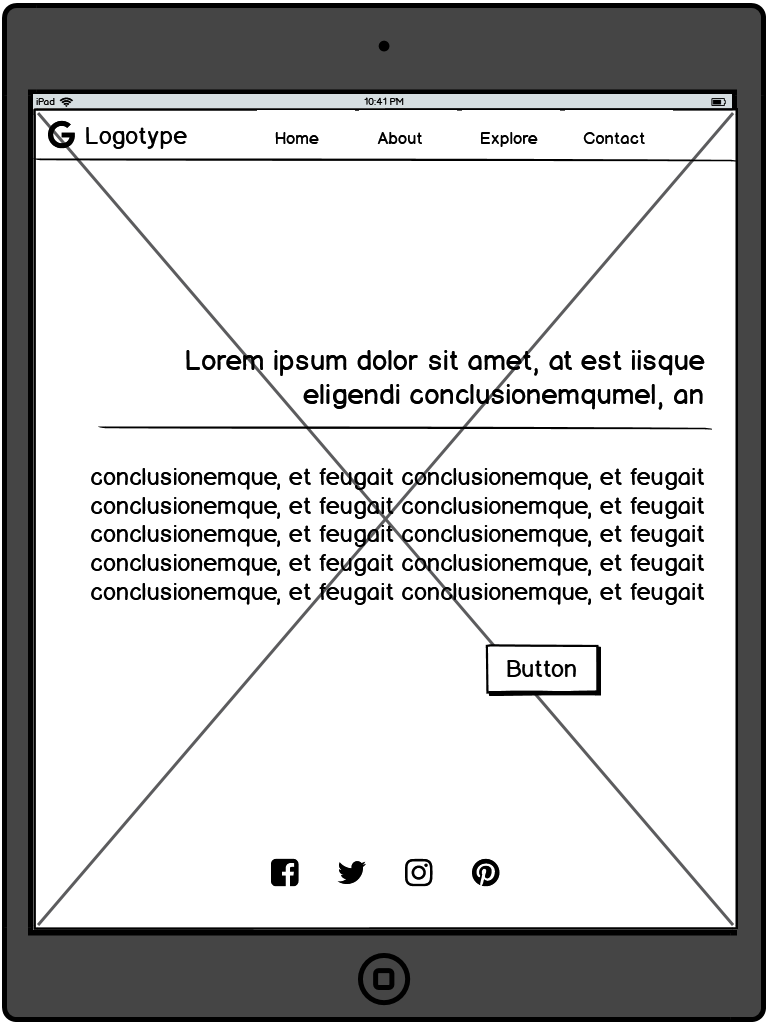 iPad 10:41 PM
Logotype Home About Explore Contact
Lorem ipsum dolor sit amet, at est iisque
eligendi conclusionemqumel, an
conclusionemque, et feugait conclusionemque, et feugait
conclusionemque, et feugait conclusionemque, et feugait
conclusionemque, et feugait conclusionemque, et feugait
conclusionemque, et feugait conclusionemque, et feugait
conclusionemque, et feugait conclusionemque, et feugait
Button